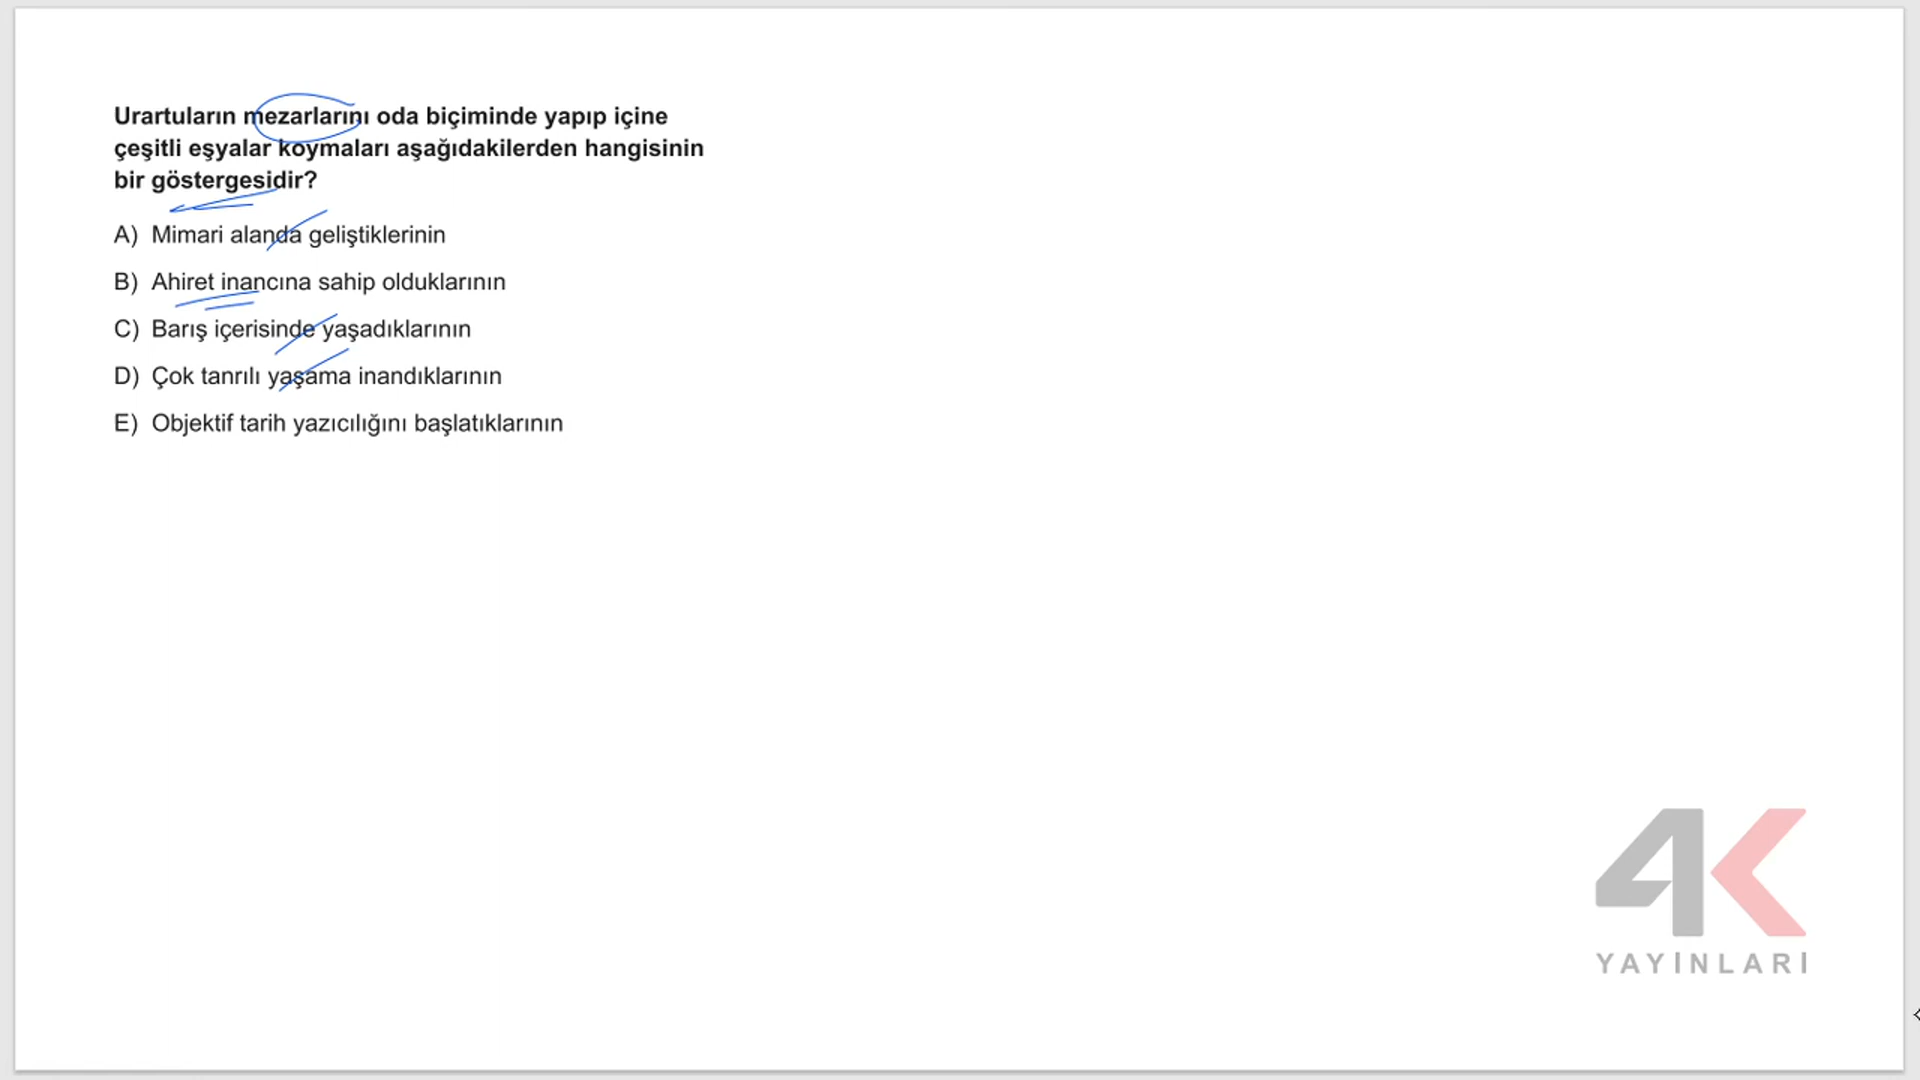 Urartuların mezarlarını oda biçiminde yapıp içine
çeşitli eşyalar koymaları aşağıdakilerden hangisinin
bir göstergesidir?
A) Mimari alanda geliştiklerinin
B) Ahiret inancına sahip olduklarının
C) Barış içerisinde yaşadıklarının
D) Çok tanrılı yaşama inandıklarının
E) Objektif tarih yazıcılığını başlatıklarının
4K
YAYINLARI